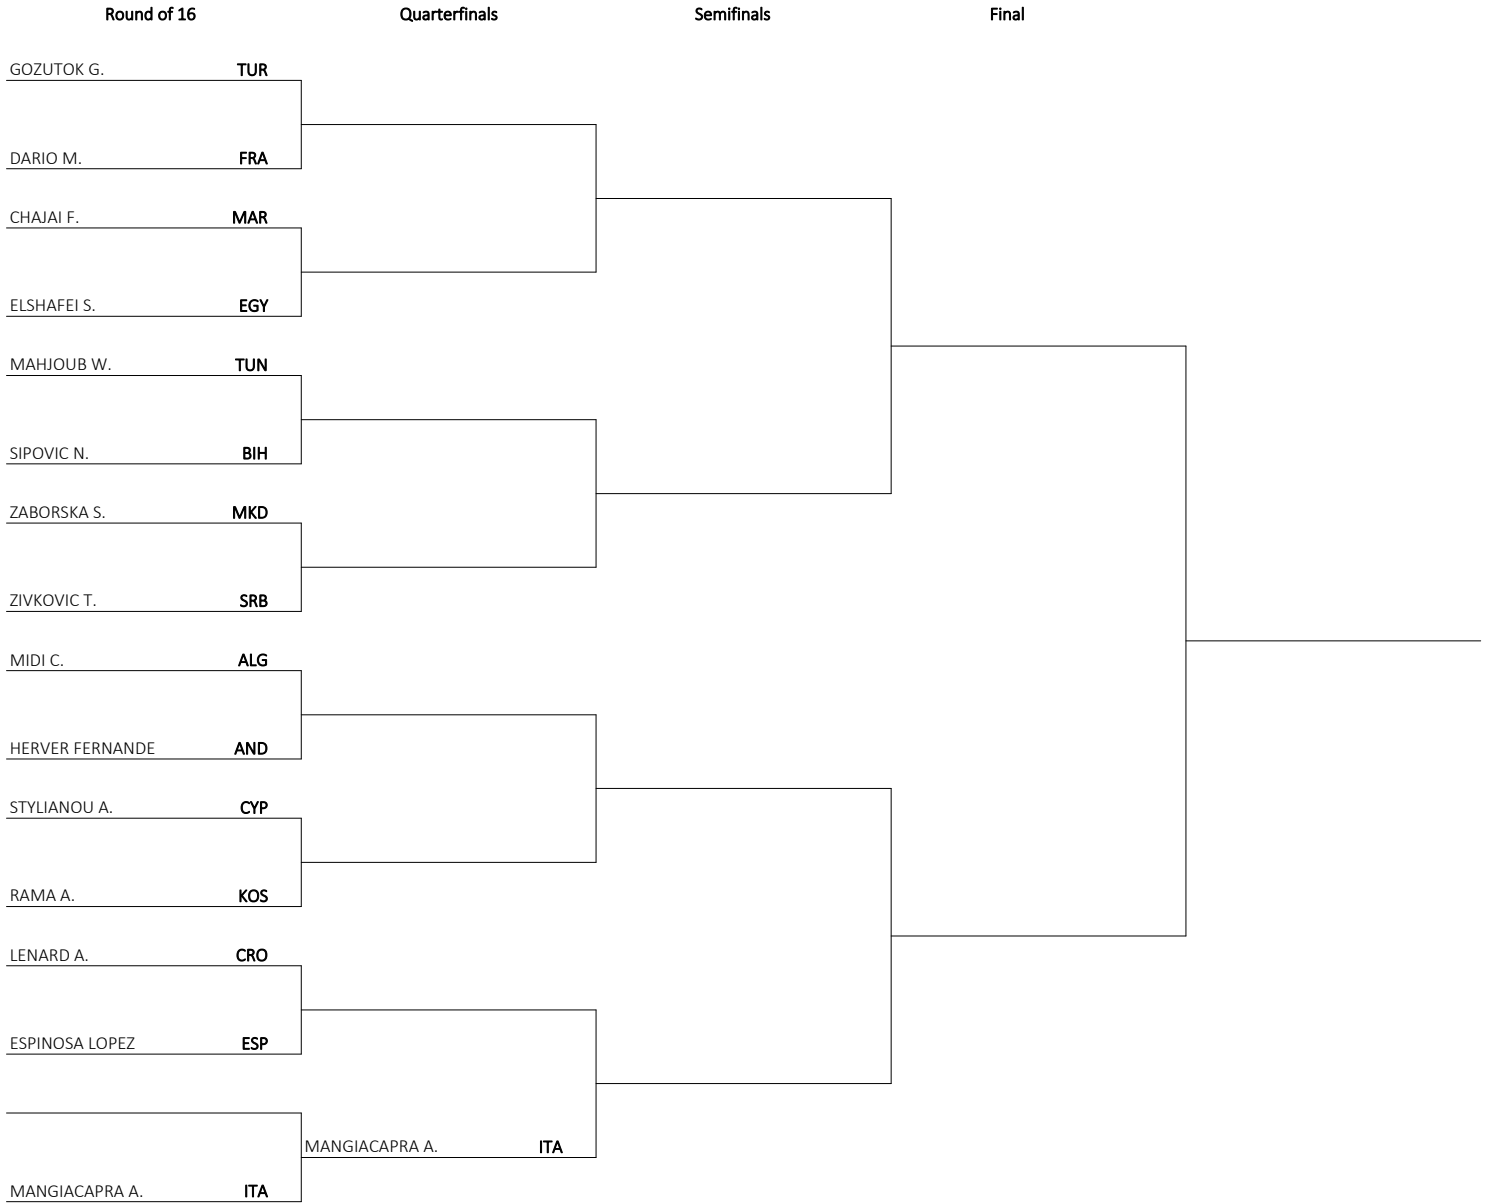 Round of 16 Quarterfinals Semifinals Final
GOZUTOK G. TUR
DARIO M. FRA
CHAJAI F. MAR
ELSHAFEI S. EGY
MAHJOUB W. TUN
SIPOVIC N. BIH
ZABORSKA S. MKD
ZIVKOVIC T. SRB
MIDI C. ALG
HERVER FERNANDE AND
STYLIANOU A. CYP
RAMA A. KOS
LENARD A. CRO
ESPINOSA LOPEZ ESP
MANGIACAPRA A. ITA
MANGIACAPRA A. ITA